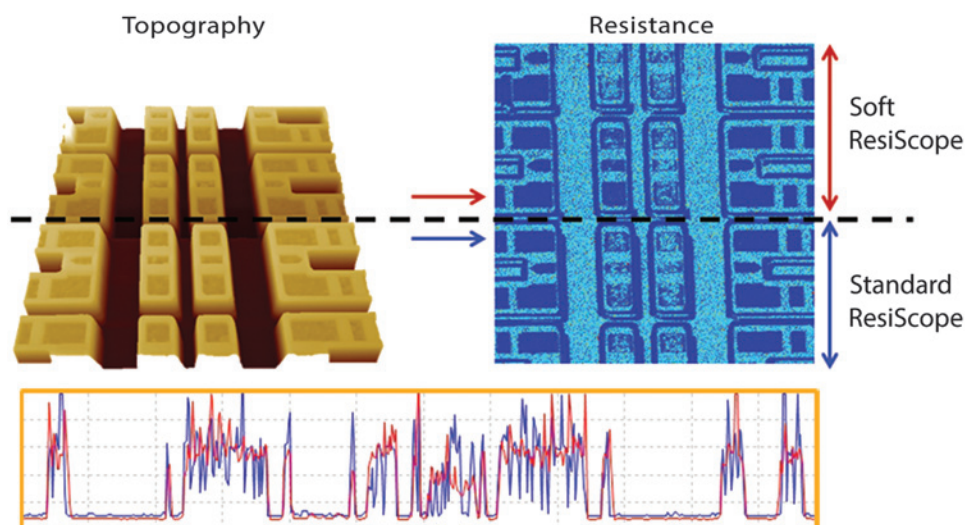 Topography
Resistance
Soft
ResiScope
Standard
ResiScope